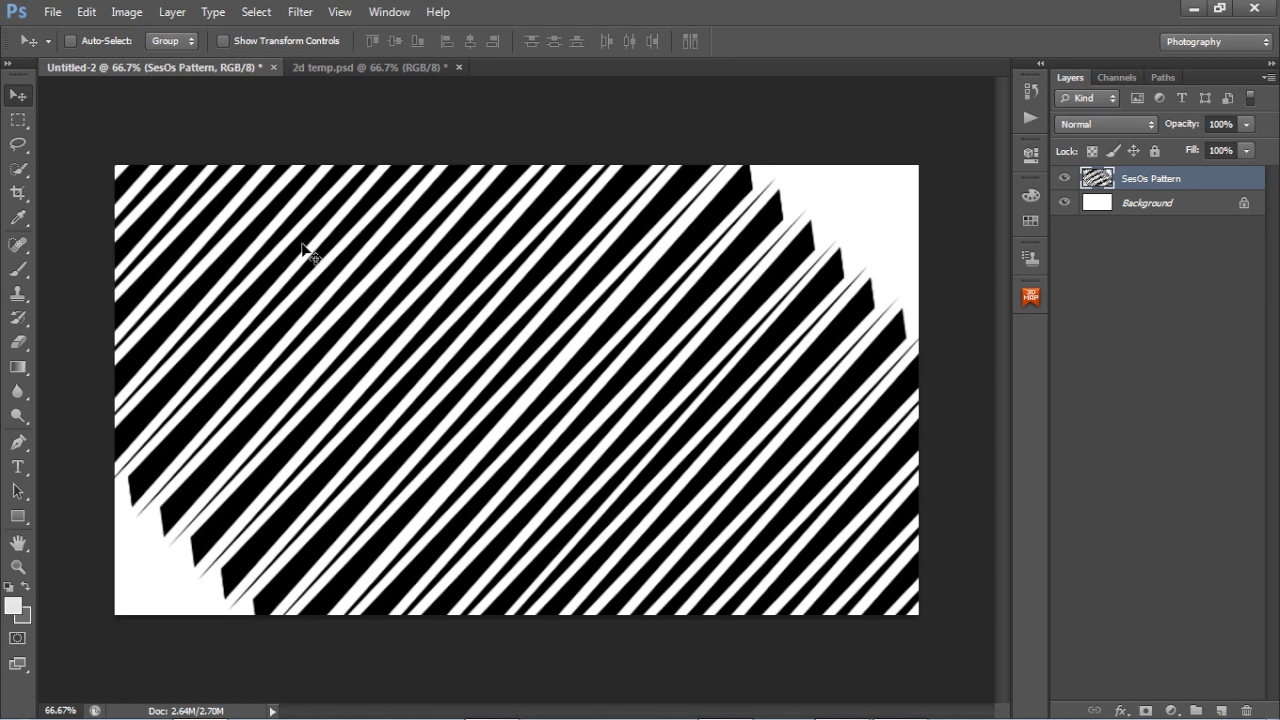 Ps File Edit Image Layer Type Select Filter View Window Help
Auto-Select: Group Show Transform Controls Photography
Untitled-2 @ 66.7% (SesOs Pattern, RGB/8) * × 2d temp.psd @ 66.7% (RGB/8) * ×
Layers Channels Paths
Kind
Normal Opacity: 100%
Lock: Fill: 100%
SesOs Pattern
Background
3D
MAP
66.67% Doc: 2.64M/2.70M